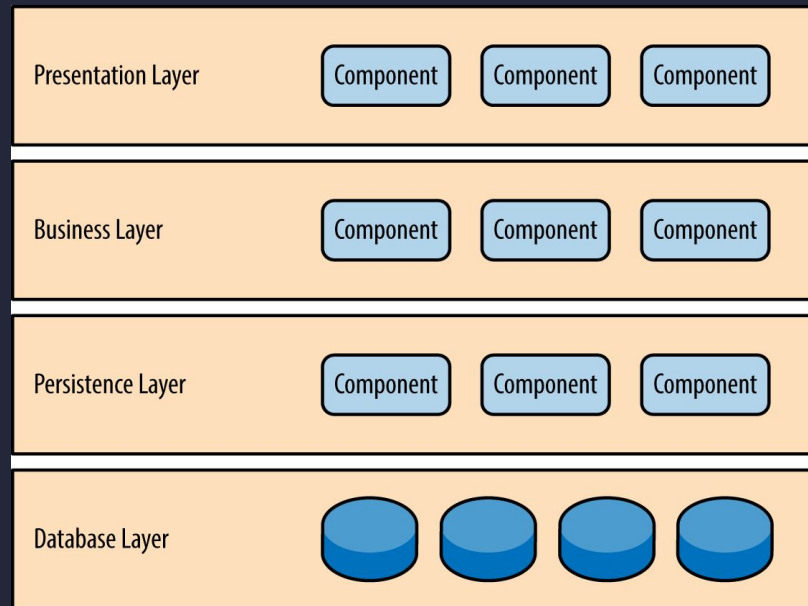 Presentation Layer
Component Component Component
Business Layer
Component Component Component
Persistence Layer
Component Component Component
Database Layer